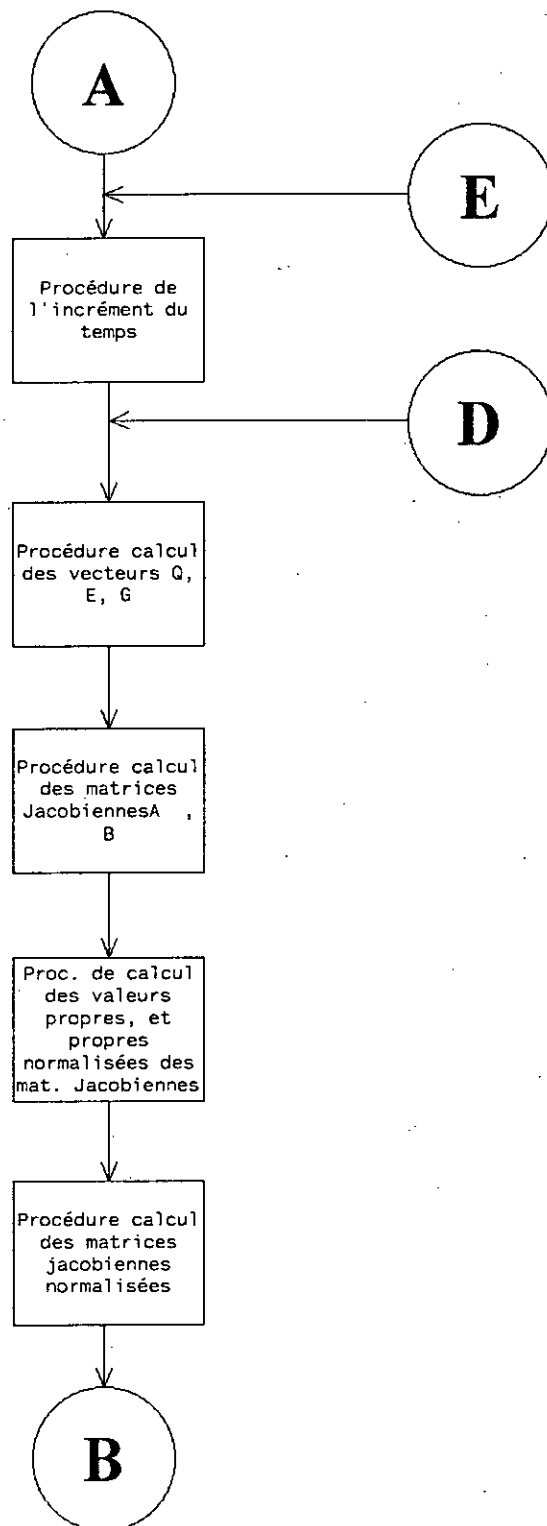 A
E
Procédure de
l'incrément du
temps
D
Procédure calcul
des vecteurs Q,
E, G
Procédure calcul
des matrices
JacobiennesA ,
B
Proc. de calcul
des valeurs
propres, et
propres
normalisées des
mat. Jacobiennes
Procédure calcul
des matrices
jacobiennes
normalisées
B